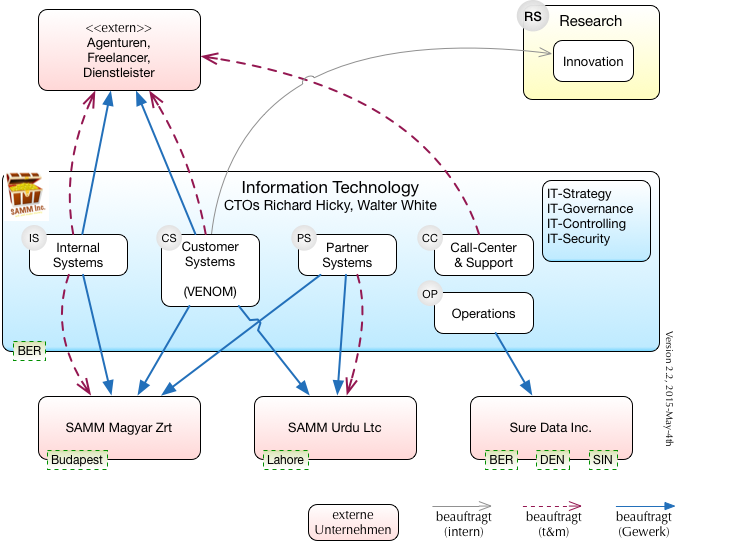 <<extern>>
Agenturen,
Freelancer,
Dienstleister
RS
Research
Innovation
SAMM Inc.
Information Technology
CTOs Richard Hicky, Walter White
IT-Strategy
IT-Governance
IT-Controlling
IT-Security
IS
Internal
Systems
CS
Customer
Systems
(VENOM)
PS
Partner
Systems
CC
Call-Center
& Support
OP
Operations
BER
Version 2.2, 2015-May-4th
SAMM Magyar Zrt
Budapest
SAMM Urdu Ltc
Lahore
Sure Data Inc.
BER
DEN
SIN
externe
Unternehmen
beauftragt
(intern)
beauftragt
(t&m)
beauftragt
(Gewerk)